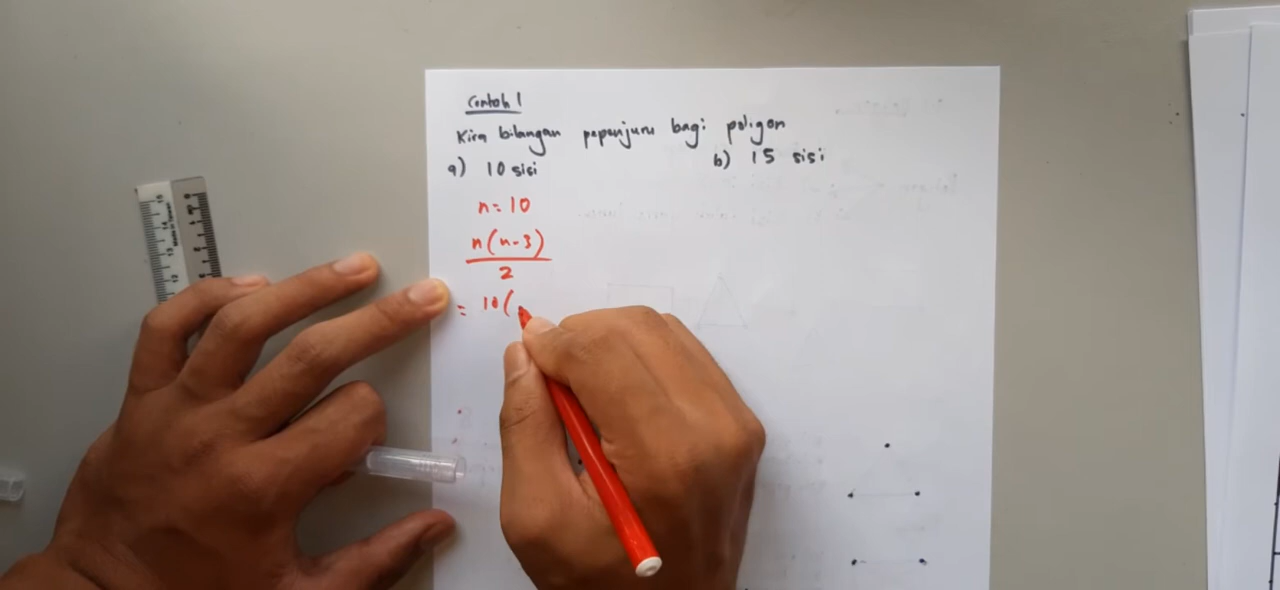 Contoh 1
Kira bilangan pepenjuru bagi poligon
a) 10 sisi
b) 15 sisi
n = 10
n(n-3)
2
= 10(